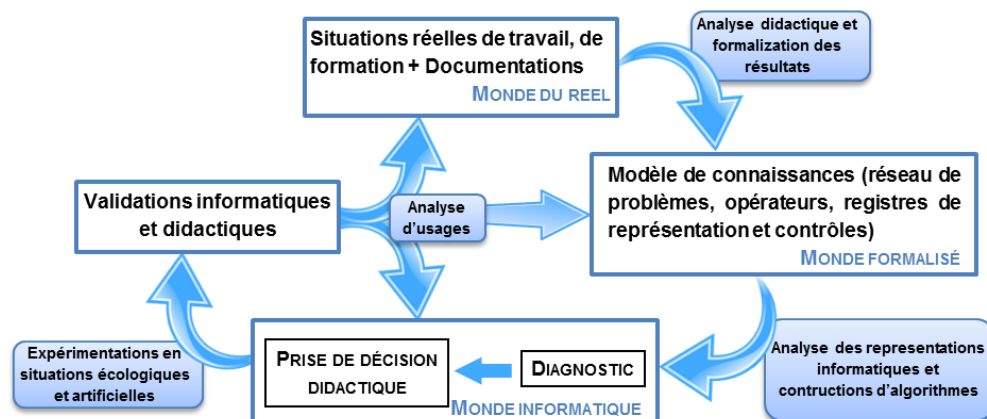 Situations réelles de travail, de
formation + Documentations
MONDE DU REEL
Analyse didactique et
formalization des
résultats
Modèle de connaissances (réseau de
problèmes, opérateurs, registres de
représentation et contrôles)
MONDE FORMALISÉ
Validations informatiques
et didactiques
Analyse
d'usages
Expérimentations en
situations écologiques
et artificielles
PRISE DE DÉCISION
DIDACTIQUE
DIAGNOSTIC
MONDE INFORMATIQUE
Analyse des representations
informatiques et
contructions d'algorithmes